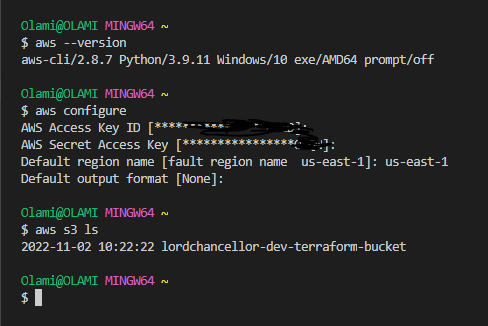 Olami@OLAMI MINGW64 ~
$ aws --version
aws-cli/2.8.7 Python/3.9.11 Windows/10 exe/AMD64 prompt/off
Olami@OLAMI MINGW64 ~
$ aws configure
AWS Access Key ID [****************]:
AWS Secret Access Key [****************]:
Default region name [fault region name  us-east-1]: us-east-1
Default output format [None]:
Olami@OLAMI MINGW64 ~
$ aws s3 ls
2022-11-02 10:22:22 lordchancellor-dev-terraform-bucket
Olami@OLAMI MINGW64 ~
$